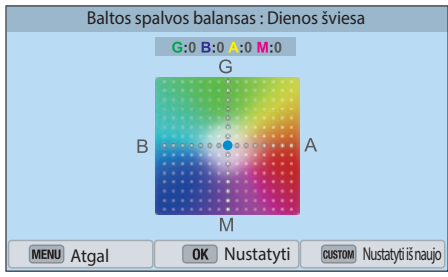 Baltos spalvos balansas : Dienos šviesa
G:0 B:0 A:0 M:0
G
B
A
M
MENU Atgal
OK Nustatyti
CUSTOM Nustatyti iš naujo